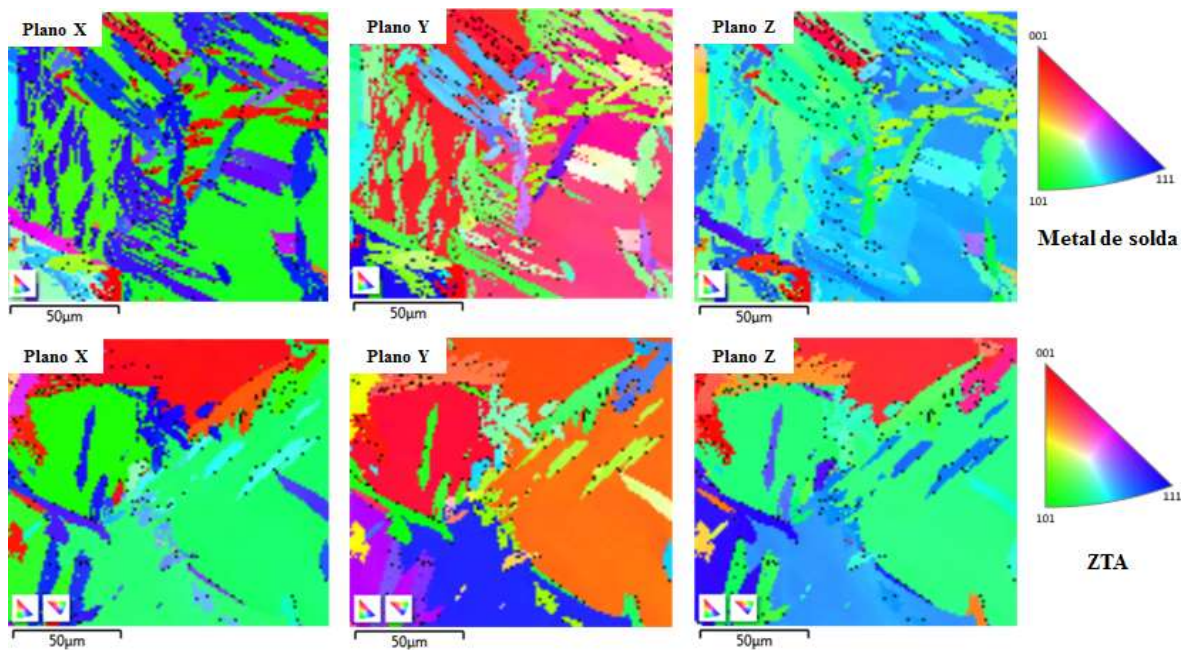 Plano X
Plano Y
Plano Z
001
101
111
Metal de solda
50µm
50µm
50µm
Plano X
Plano Y
Plano Z
001
101
111
ZTA
50µm
50µm
50µm